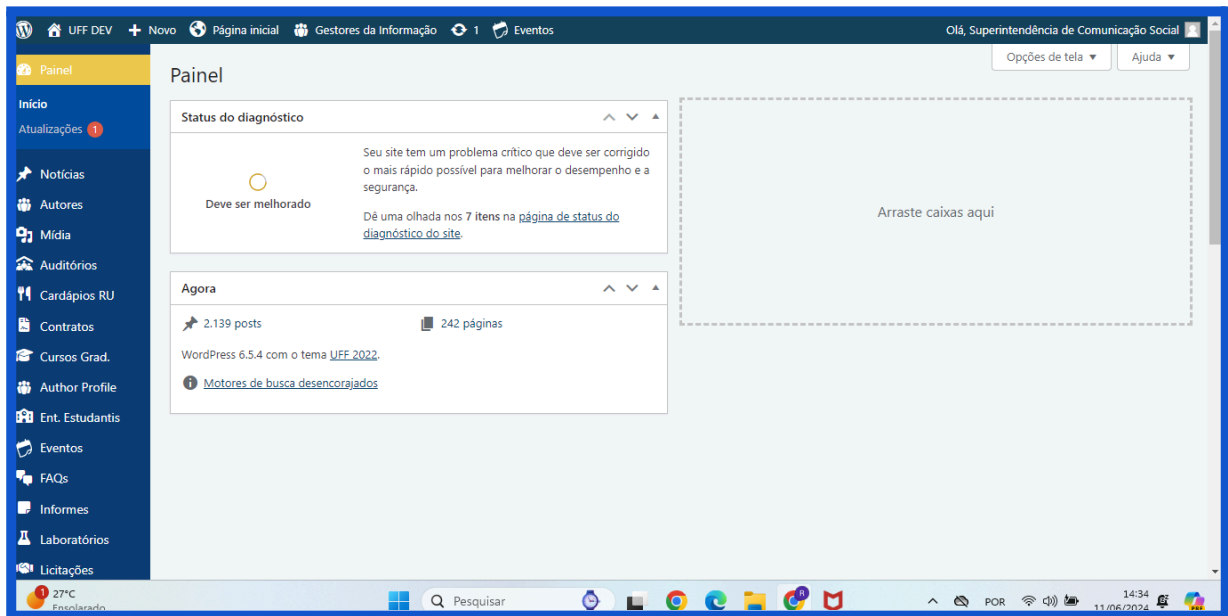 UFF DEV Novo Página inicial Gestores da Informação 1 Eventos Olá, Superintendência de Comunicação Social
Opções de tela Ajuda
Painel
Início
Atualizações 1
Notícias
Autores
Mídia
Auditórios
Cardápios RU
Contratos
Cursos Grad.
Author Profile
Ent. Estudantis
Eventos
FAQs
Informes
Laboratórios
Licitações
Painel
Status do diagnóstico
Deve ser melhorado
Seu site tem um problema crítico que deve ser corrigido
o mais rápido possível para melhorar o desempenho e a
segurança.
Dê uma olhada nos 7 itens na página de status do
diagnóstico do site.
Agora
2.139 posts 242 páginas
WordPress 6.5.4 com o tema UFF 2022.
Motores de busca desencorajados
Arraste caixas aqui
1 27°C
Ensolarado
Pesquisar
POR
14:34
11/06/2024